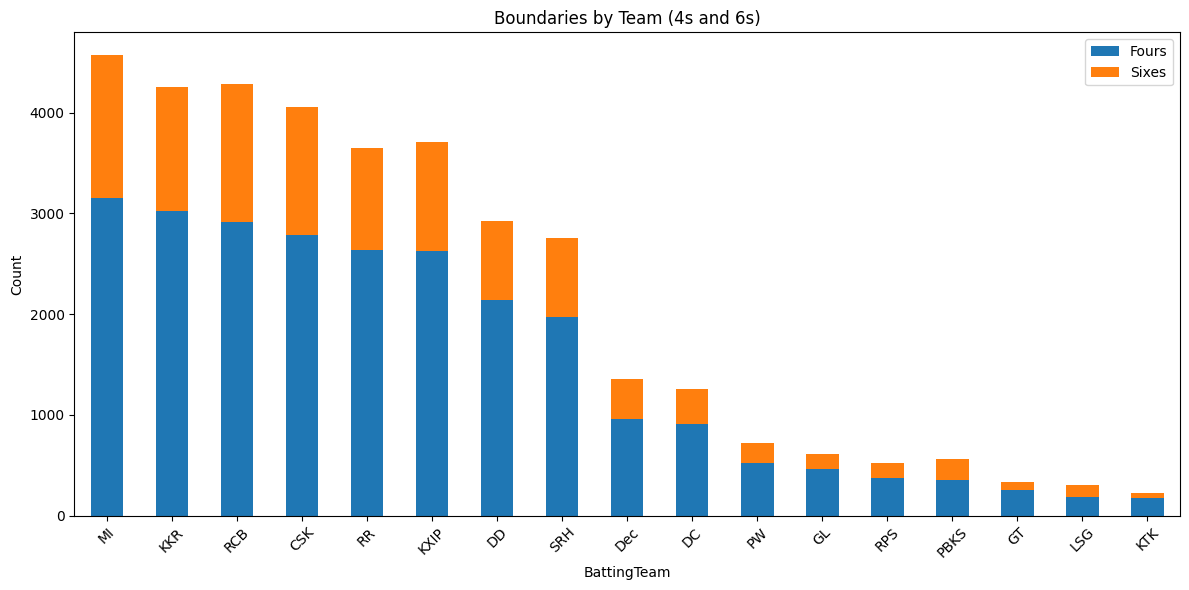 Boundaries by Team (4s and 6s)
Fours
Sixes
Count
4000
3000
2000
1000
0
MI KKR RCB CSK RR KXIP DD SRH Dec DC PW GL RPS PBKS GT LSG KTK
BattingTeam